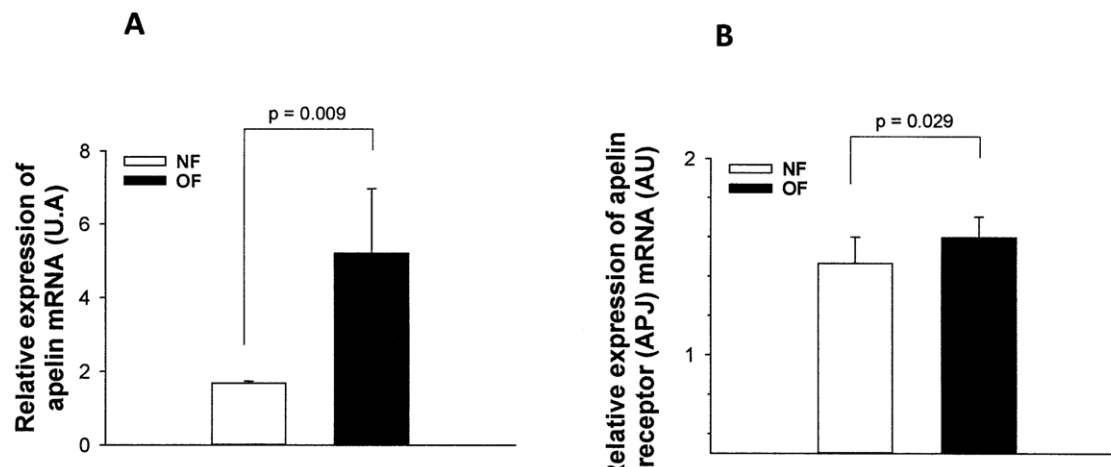 A
p = 0.009
NF
OF
8
6
4
2
0
Relative expression of
apelin mRNA (U.A)
B
p = 0.029
NF
OF
2
1
Relative expression of apelin
receptor (APJ) mRNA (AU)